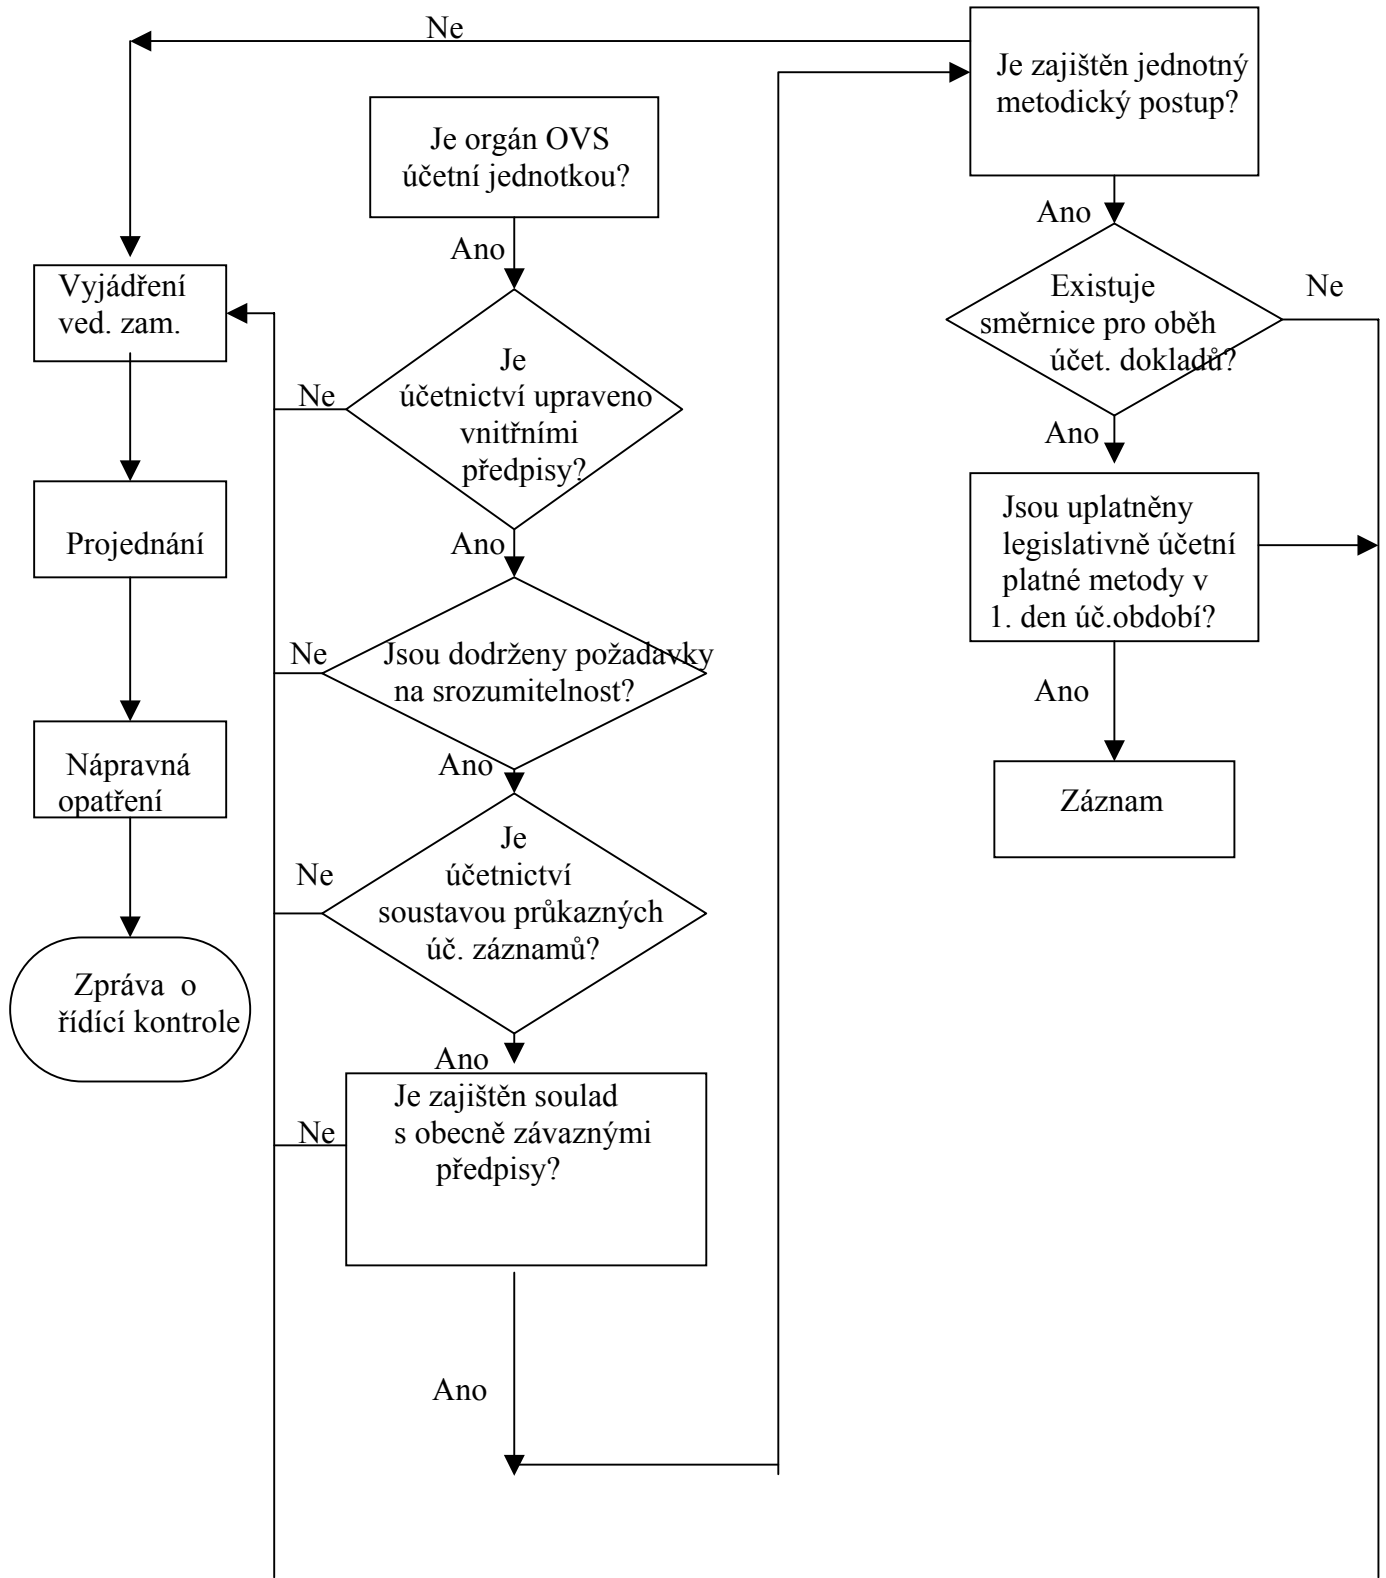 Ne
Je zajištěn jednotný
metodický postup?
Je orgán OVS
účetní jednotkou?
Ano
Ano
Vyjádření
ved. zam.
Existuje
směrnice pro oběh
účet. dokladů?
Ne
Je
účetnictví upraveno
vnitřními
předpisy?
Ne
Ano
Jsou uplatněny
legislativně účetní
platné metody v
1. den úč.období?
Projednání
Ano
Ne
Jsou dodrženy požadavky
na srozumitelnost?
Ano
Nápravná
opatření
Ano
Záznam
Je
účetnictví
soustavou průkazných
úč. záznamů?
Ne
Zpráva o
řídící kontrole
Ano
Je zajištěn soulad
s obecně závaznými
předpisy?
Ne
Ano